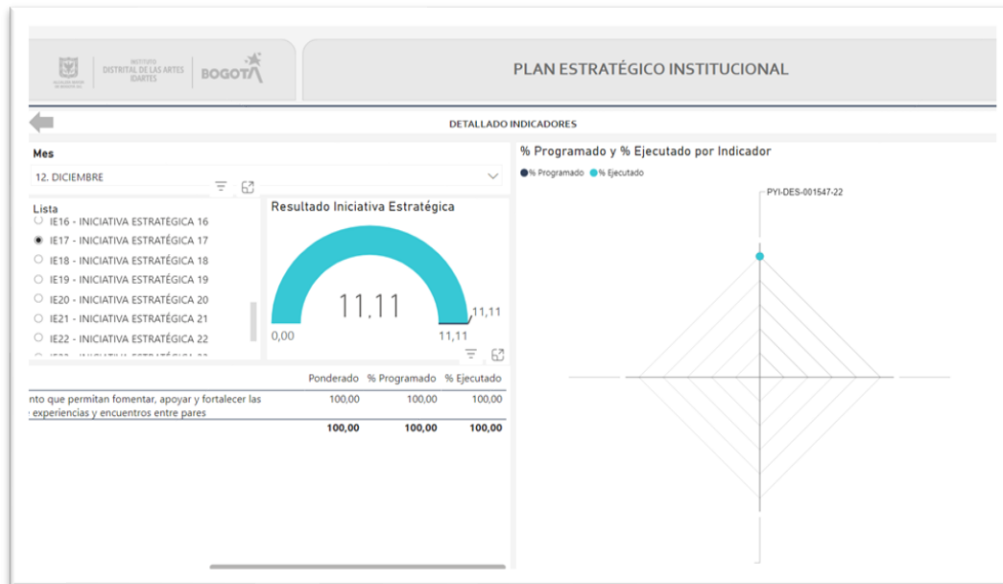 INSTITUTO
DISTRITAL DE LAS ARTES
IDARTES
BOGOTÁ
PLAN ESTRATÉGICO INSTITUCIONAL
DETALLADO INDICADORES
Mes
12. DICIEMBRE
Lista
IE16 - INICIATIVA ESTRATÉGICA 16
IE17 - INICIATIVA ESTRATÉGICA 17
IE18 - INICIATIVA ESTRATÉGICA 18
IE19 - INICIATIVA ESTRATÉGICA 19
IE20 - INICIATIVA ESTRATÉGICA 20
IE21 - INICIATIVA ESTRATÉGICA 21
IE22 - INICIATIVA ESTRATÉGICA 22
Resultado Iniciativa Estratégica
11,11
11,11
0,00
11,11
Ponderado % Programado % Ejecutado
nto que permitan fomentar, apoyar y fortalecer las 100,00 100,00 100,00
experiencias y encuentros entre pares
100,00 100,00 100,00
% Programado y % Ejecutado por Indicador
% Programado % Ejecutado
PYI-DES-001547-22